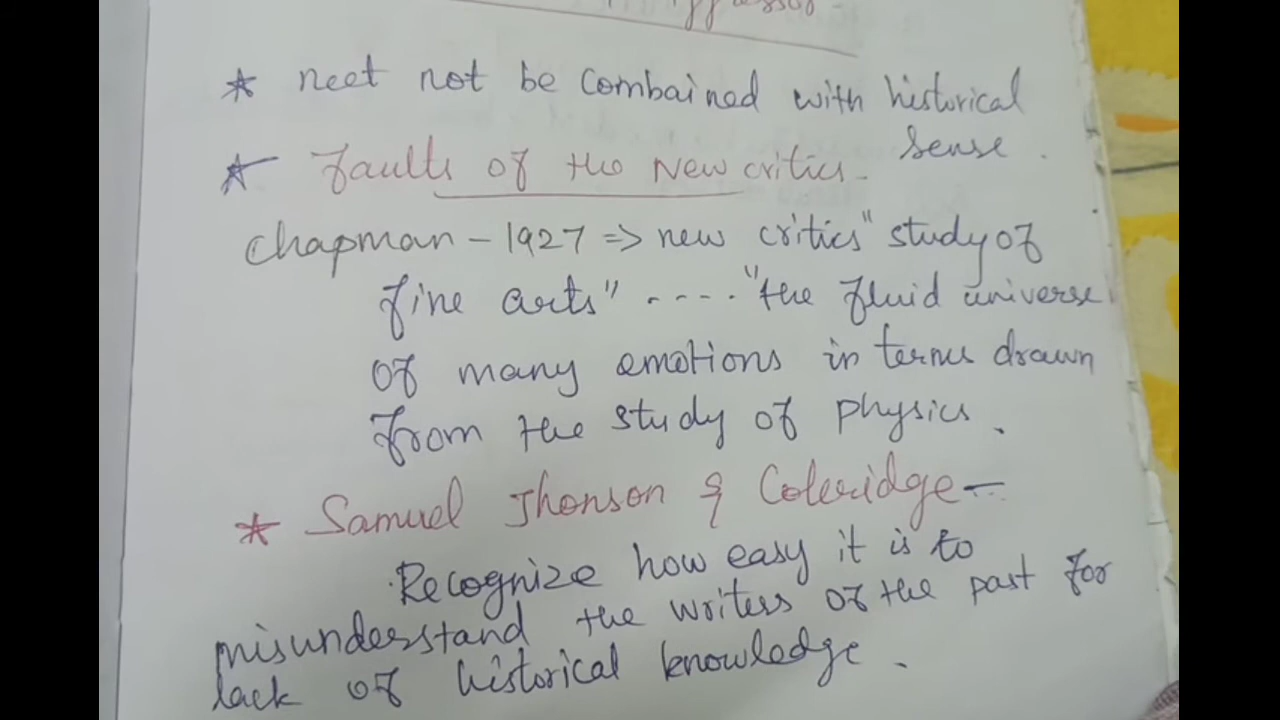 * neet not be Combained with historical
sense.
* Faults of the New critics.
Chapman - 1927 => new critics" study of
fine arts" ..... "the fluid universe
of many emotions in terms drawn
from the study of physics.
* Samuel Jhonson & Coleridge -
Recognize how easy it is to
misunderstand the writers of the past for
lack of historical knowledge.